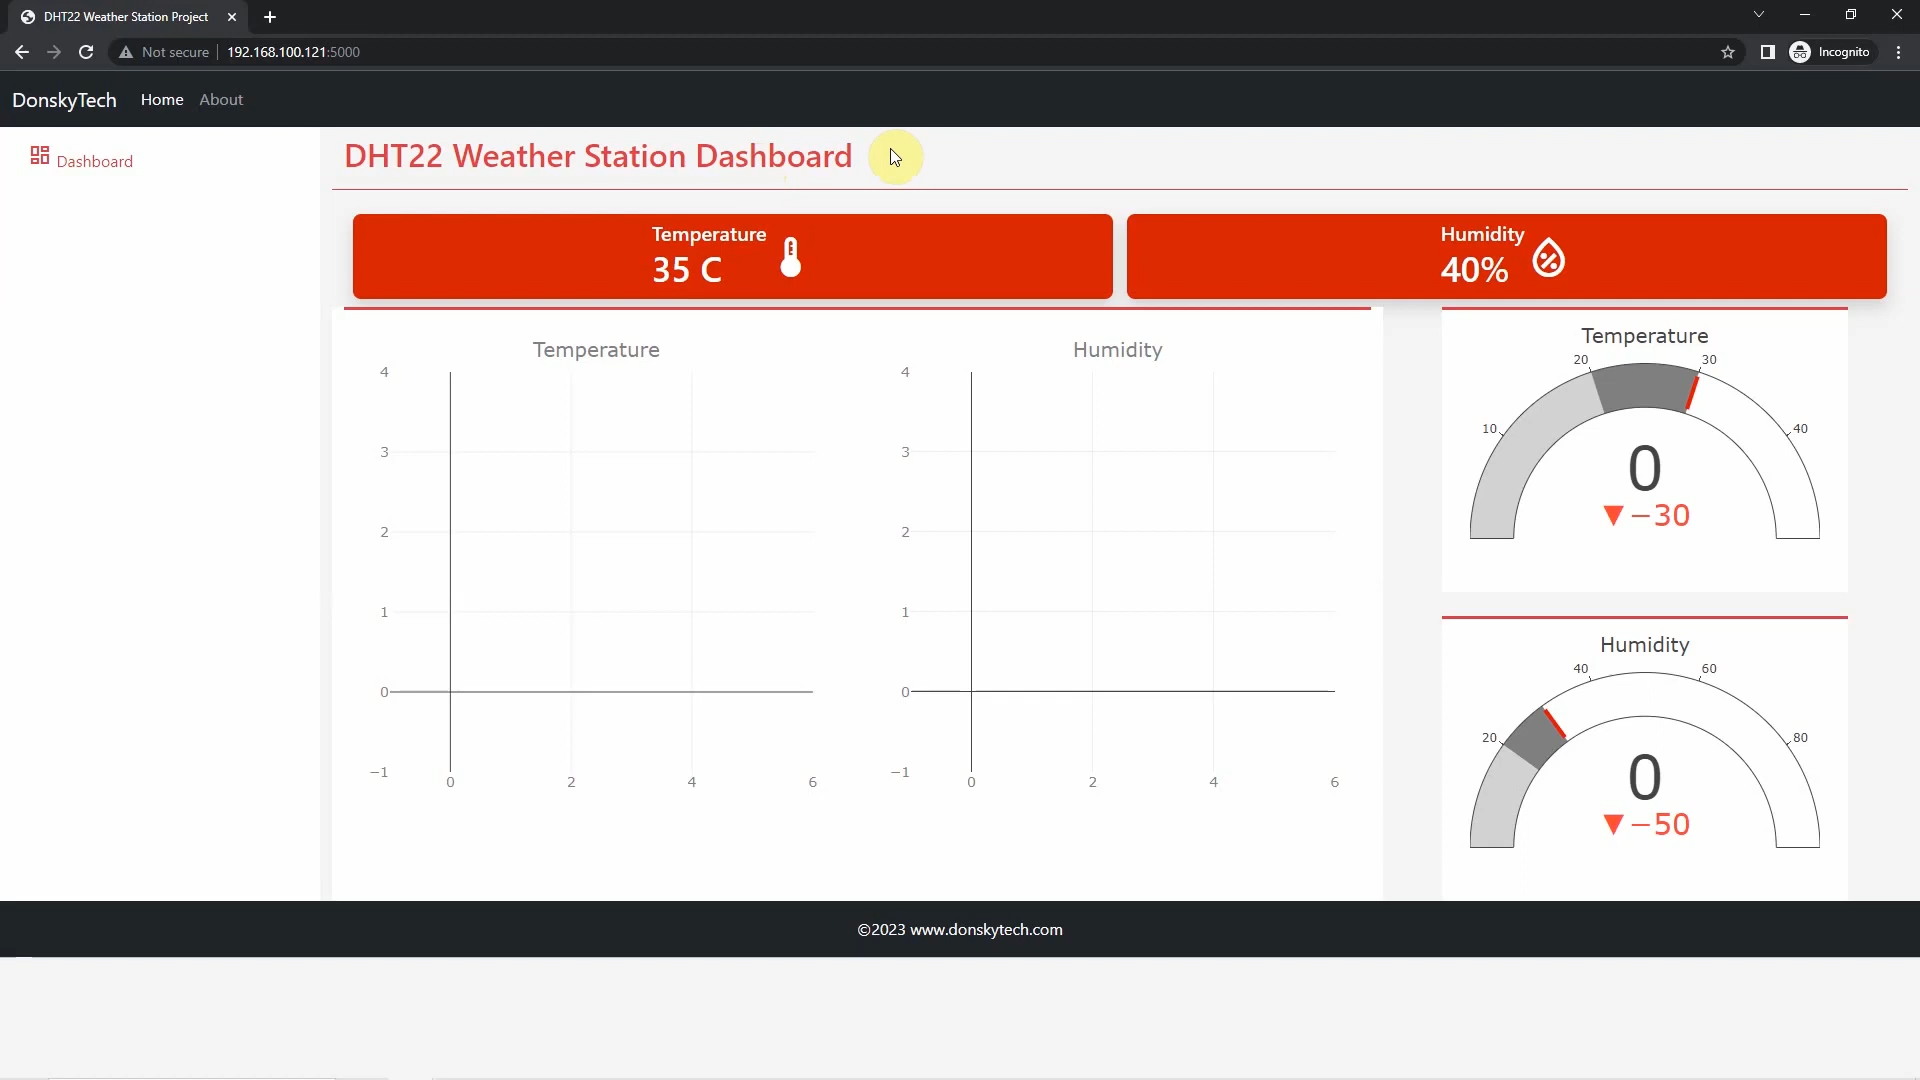 DHT22 Weather Station Project
Not secure
192.168.100.121:5000
Incognito
DonskyTech
Home
About
Dashboard
DHT22 Weather Station Dashboard
Temperature
35 C
Humidity
40%
Temperature
4
3
2
1
0
−1
0
2
4
6
Humidity
4
3
2
1
0
−1
0
2
4
6
Temperature
10
20
30
40
0
▼−30
Humidity
20
40
60
80
0
▼−50
©2023 www.donskytech.com